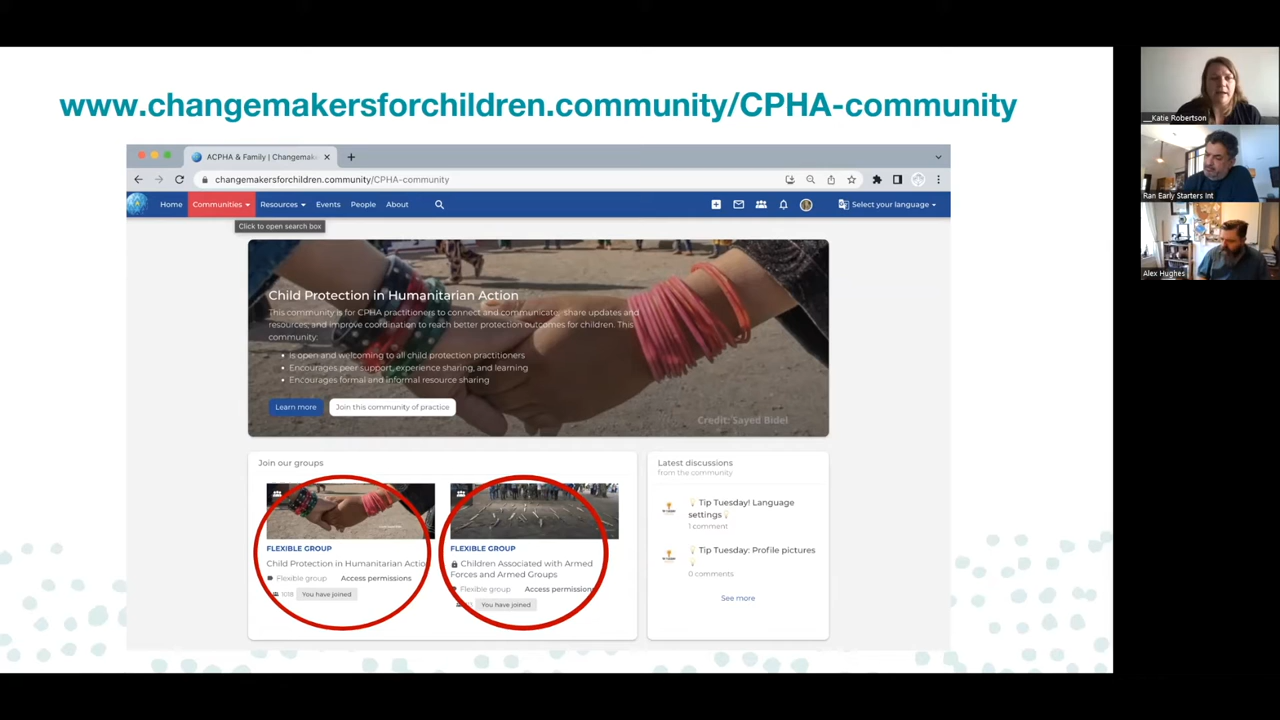 www.changemakersforchildren.community/CPHA-community
ACPHA & Family | Changemak
changemakersforchildren.community/CPHA-community
Home Communities Resources Events People About Select your language
Click to open search box
Child Protection in Humanitarian Action
This community is for CPHA practitioners to connect and communicate, share updates and
resources, and improve coordination to reach better protection outcomes for children. This
community:
• Is open and welcoming to all child protection practitioners
• Encourages peer support, experience sharing, and learning
• Encourages formal and informal resource sharing
Learn more Join this community of practice
Credit: Sayed Bidel
Join our groups
FLEXIBLE GROUP
Child Protection in Humanitarian Action
Flexible group Access permissions
1018 You have joined
FLEXIBLE GROUP
Children Associated with Armed
Forces and Armed Groups
Flexible group Access permissions
You have joined
Latest discussions
from the community
Tip Tuesday! Language
settings
1 comment
Tip Tuesday: Profile pictures
0 comments
See more
__Katie Robertson
Ran Early Starters Int
Alex Hughes